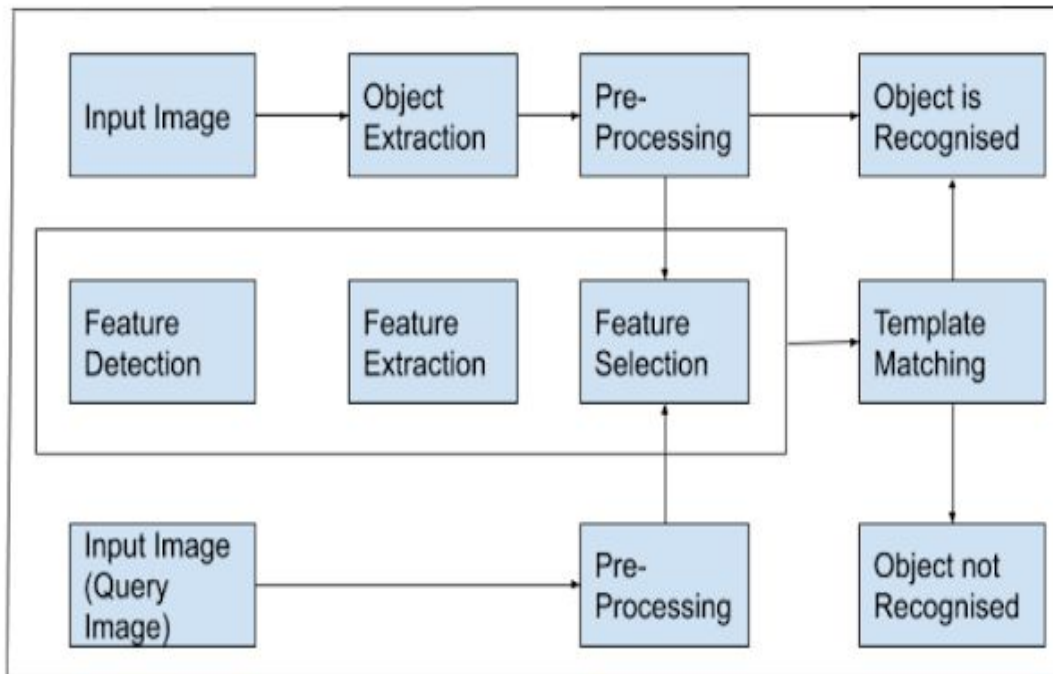 Input Image
Object
Extraction
Pre-
Processing
Object is
Recognised
Feature
Detection
Feature
Extraction
Feature
Selection
Template
Matching
Input Image
(Query
Image)
Pre-
Processing
Object not
Recognised